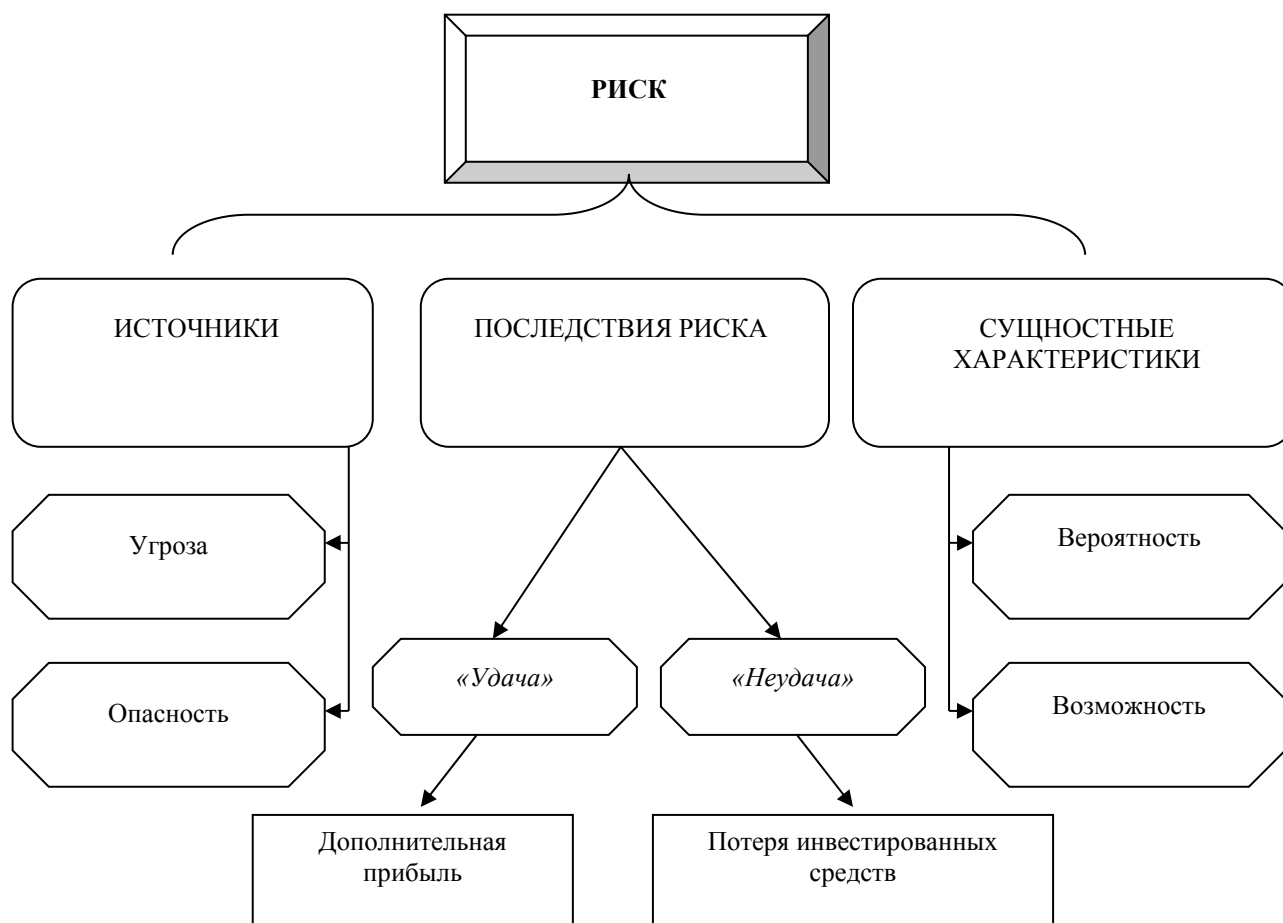 РИСК
ИСТОЧНИКИ
ПОСЛЕДСТВИЯ РИСКА
СУЩНОСТНЫЕ
ХАРАКТЕРИСТИКИ
Угроза
Вероятность
Опасность
«Удача»
«Неудача»
Возможность
Дополнительная
прибыль
Потеря инвестированных
средств